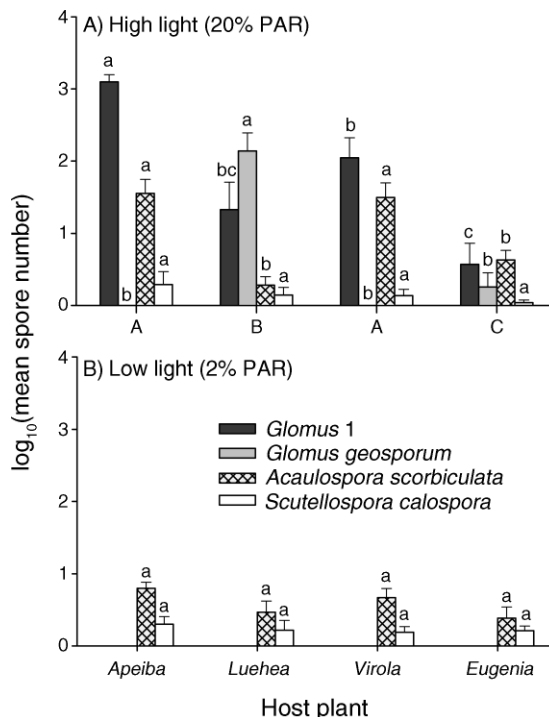 A) High light (20% PAR)
4
3
2
1
0
a
b
a
a
bc
a
b
a
b
b
a
a
c
b
b
a
A
B
A
C
log10(mean spore number)
B) Low light (2% PAR)
4
3
2
1
0
Glomus 1
Glomus geosporum
Acaulospora scorbiculata
Scutellospora calospora
a
a
a
a
a
a
a
a
Apeiba
Luehea
Virola
Eugenia
Host plant